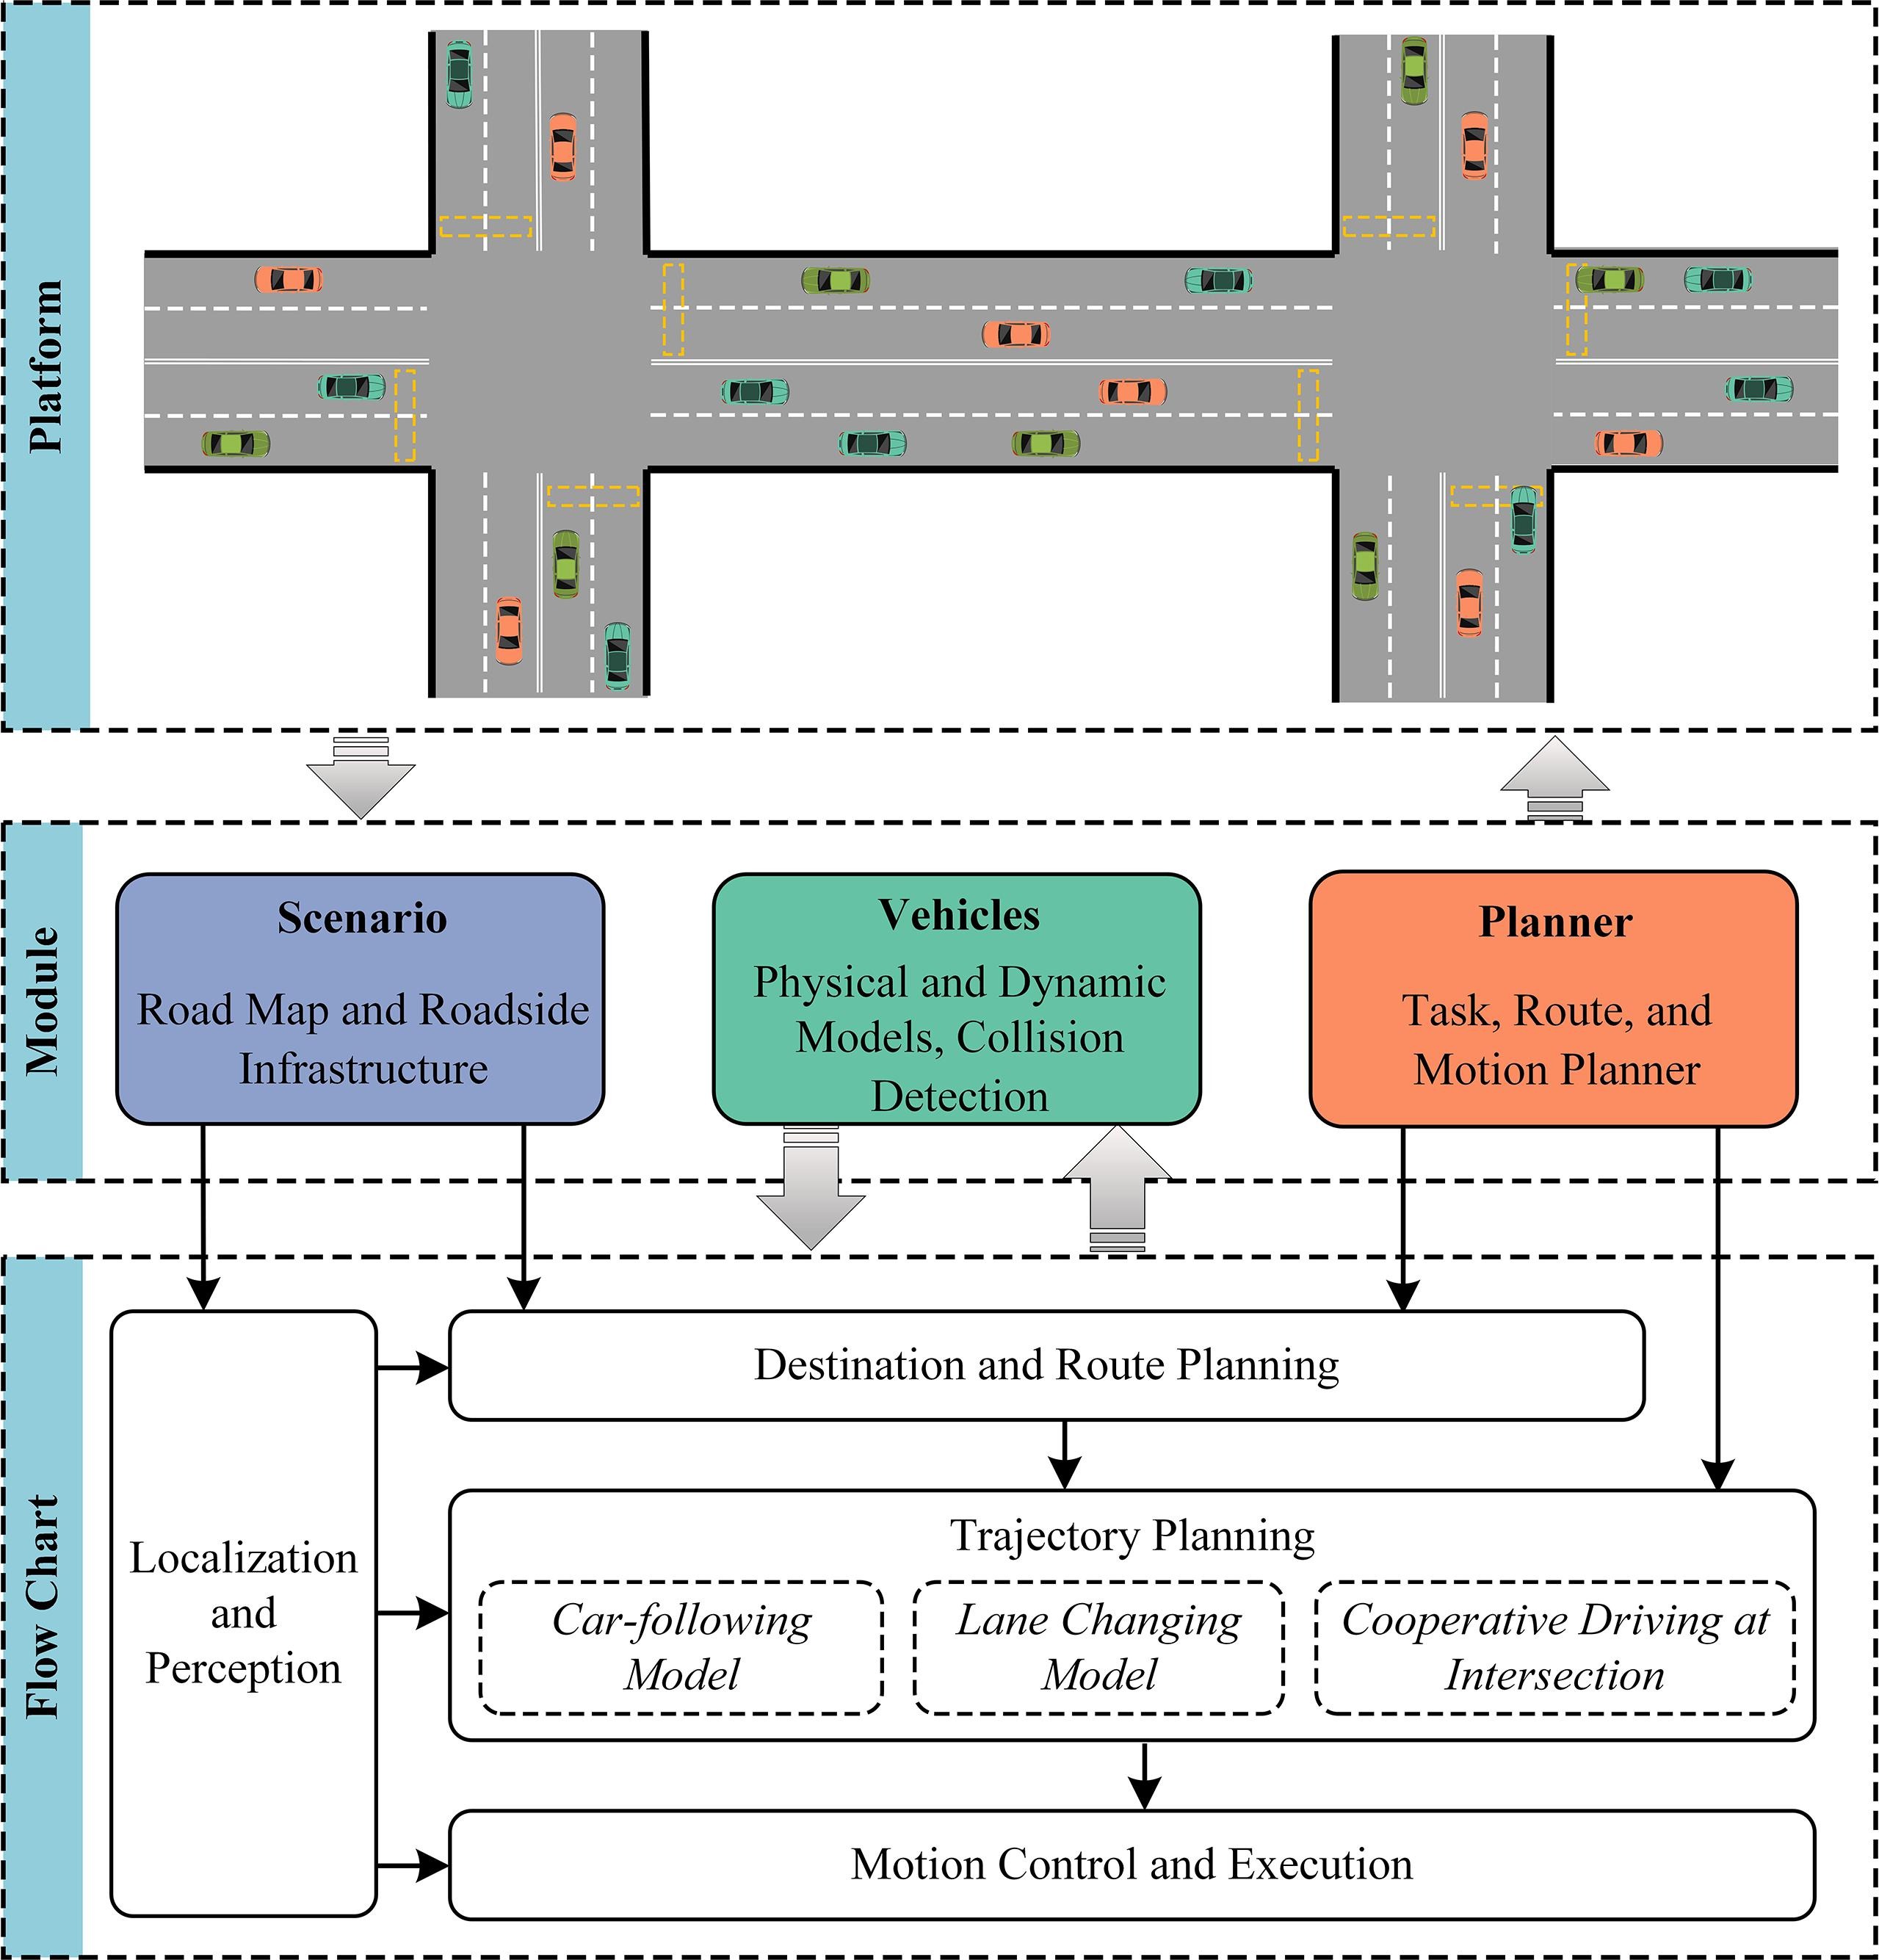 Platform
Module
Scenario
Road Map and Roadside
Infrastructure
Vehicles
Physical and Dynamic
Models, Collision
Detection
Planner
Task, Route, and
Motion Planner
Flow Chart
Localization
and
Perception
Destination and Route Planning
Trajectory Planning
Car-following
Model
Lane Changing
Model
Cooperative Driving at
Intersection
Motion Control and Execution